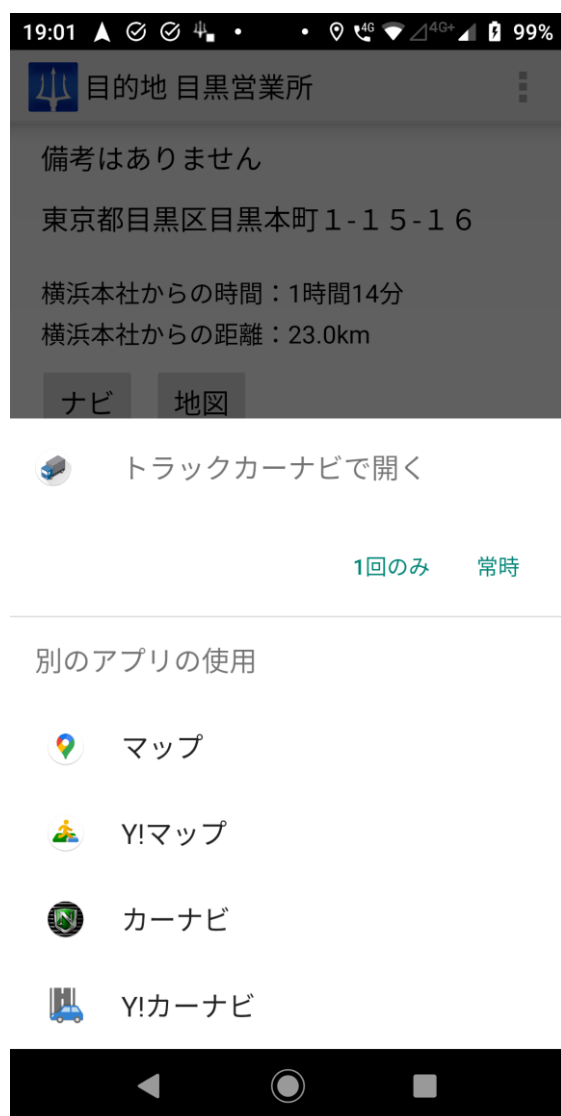 19:01 4G 4G+ 99%
目的地 目黒営業所
備考はありません
東京都目黒区目黒本町１-１５-１６
横浜本社からの時間：1時間14分
横浜本社からの距離：23.0km
ナビ 地図
トラックカーナビで開く
1回のみ 常時
別のアプリの使用
マップ
Y!マップ
カーナビ
Y!カーナビ